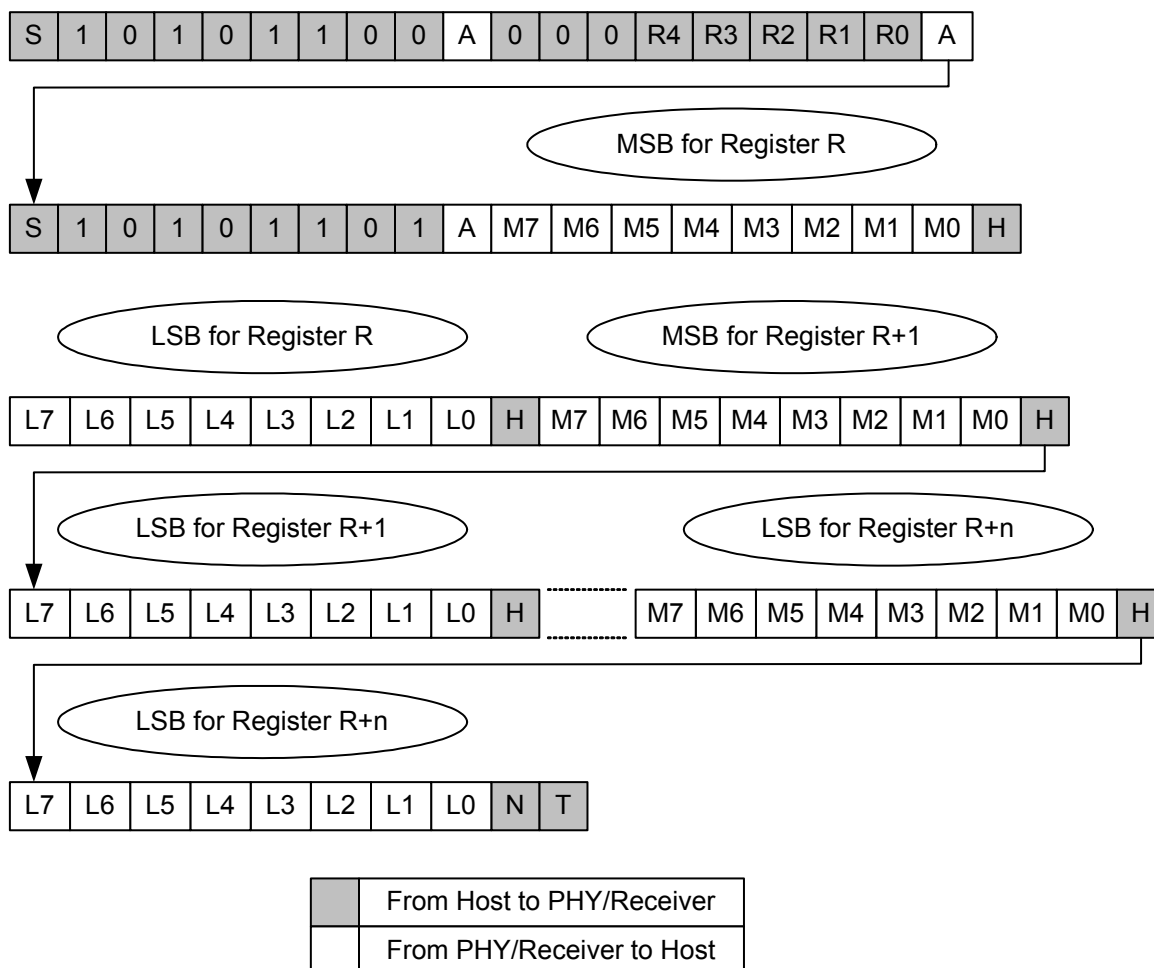 S 1 0 1 0 1 1 0 0 A 0 0 0 R4 R3 R2 R1 R0 A
MSB for Register R
S 1 0 1 0 1 1 0 1 A M7 M6 M5 M4 M3 M2 M1 M0 H
LSB for Register R MSB for Register R+1
L7 L6 L5 L4 L3 L2 L1 L0 H M7 M6 M5 M4 M3 M2 M1 M0 H
LSB for Register R+1 LSB for Register R+n
L7 L6 L5 L4 L3 L2 L1 L0 H M7 M6 M5 M4 M3 M2 M1 M0 H
LSB for Register R+n
L7 L6 L5 L4 L3 L2 L1 L0 N T
From Host to PHY/Receiver
From PHY/Receiver to Host